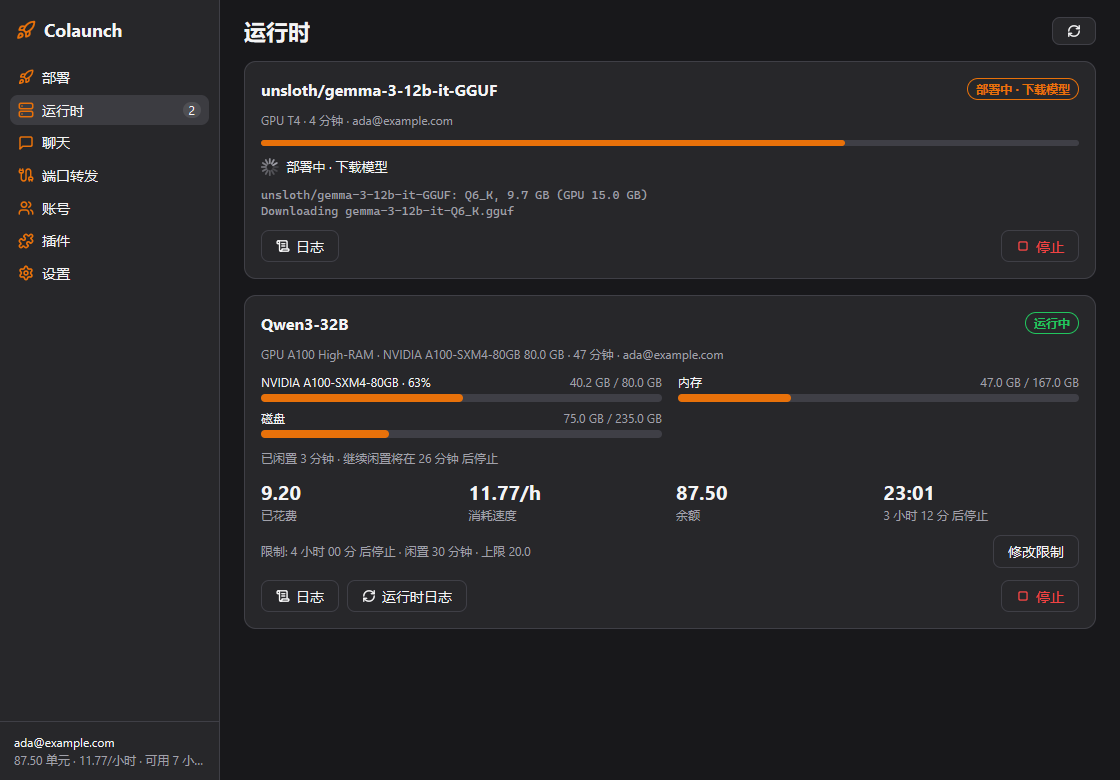 Colaunch
部署
运行时 2
聊天
端口转发
账号
插件
设置
ada@example.com
87.50 单元 · 11.77/小时 · 可用 7 小...
运行时
unsloth/gemma-3-12b-it-GGUF
部署中 · 下载模型
GPU T4 · 4 分钟 · ada@example.com
部署中 · 下载模型
unsloth/gemma-3-12b-it-GGUF: Q6_K, 9.7 GB (GPU 15.0 GB)
Downloading gemma-3-12b-it-Q6_K.gguf
日志
停止
Qwen3-32B
运行中
GPU A100 High-RAM · NVIDIA A100-SXM4-80GB 80.0 GB · 47 分钟 · ada@example.com
NVIDIA A100-SXM4-80GB · 63% 40.2 GB / 80.0 GB
内存 47.0 GB / 167.0 GB
磁盘 75.0 GB / 235.0 GB
已闲置 3 分钟 · 继续闲置将在 26 分钟 后停止
9.20 11.77/h 87.50 23:01
已花费 消耗速度 余额 3 小时 12 分 后停止
限制: 4 小时 00 分 后停止 · 闲置 30 分钟 · 上限 20.0
修改限制
日志 运行时日志
停止